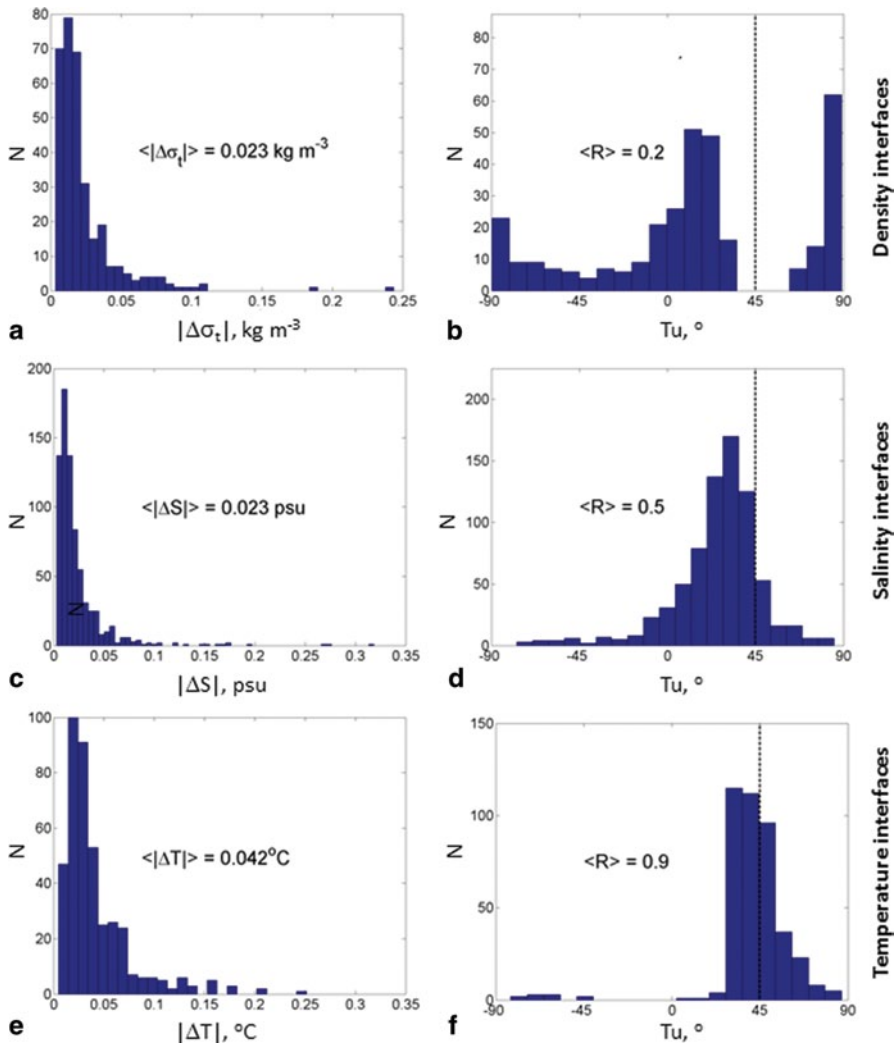 80
70
60
50
40
30
20
10
0
N
<|Δσt|> = 0.023 kg m-3
0 0.05 0.1 0.15 0.2 0.25
a
|Δσt|, kg m-3
80
70
60
50
40
30
20
10
0
N
<R> = 0.2
-90 -45 0 45 90
b
Tu, o
Density interfaces
200
150
100
50
0
N
<|ΔS|> = 0.023 psu
N
0 0.05 0.1 0.15 0.2 0.25 0.3 0.35
c
|ΔS|, psu
200
150
100
50
0
N
<R> = 0.5
-90 -45 0 45 90
d
Tu, o
Salinity interfaces
100
80
60
40
20
0
N
<|ΔT|> = 0.042oC
0 0.05 0.1 0.15 0.2 0.25 0.3 0.35
e
|ΔT|, oC
150
100
50
0
N
<R> = 0.9
-90 -45 0 45 90
f
Tu, o
Temperature interfaces